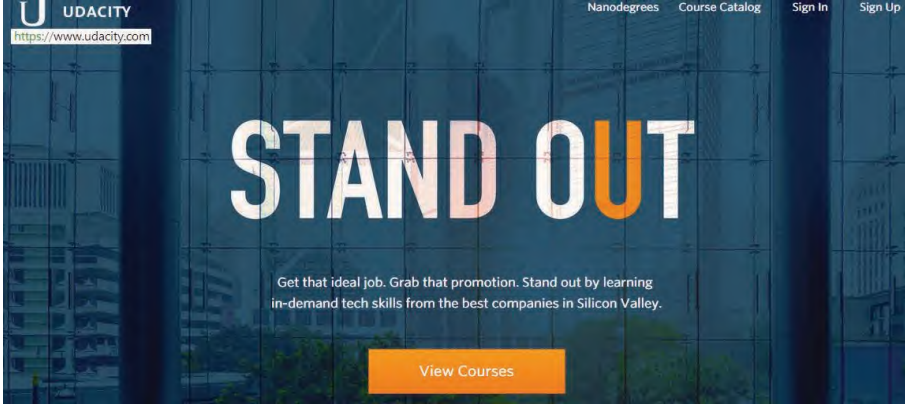 UDACITY
Nanodegrees Course Catalog Sign In Sign Up
https://www.udacity.com
STAND OUT
Get that ideal job. Grab that promotion. Stand out by learning
in-demand tech skills from the best companies in Silicon Valley.
View Courses